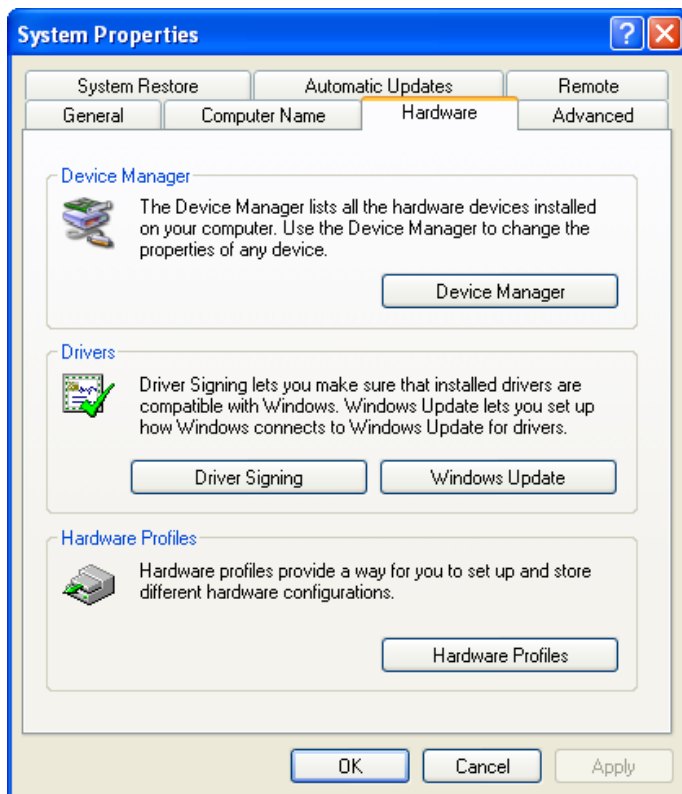 System Properties
System Restore
Automatic Updates
Remote
General
Computer Name
Hardware
Advanced
Device Manager
The Device Manager lists all the hardware devices installed
on your computer. Use the Device Manager to change the
properties of any device.
Device Manager
Drivers
Driver Signing lets you make sure that installed drivers are
compatible with Windows. Windows Update lets you set up
how Windows connects to Windows Update for drivers.
Driver Signing
Windows Update
Hardware Profiles
Hardware profiles provide a way for you to set up and store
different hardware configurations.
Hardware Profiles
OK
Cancel
Apply